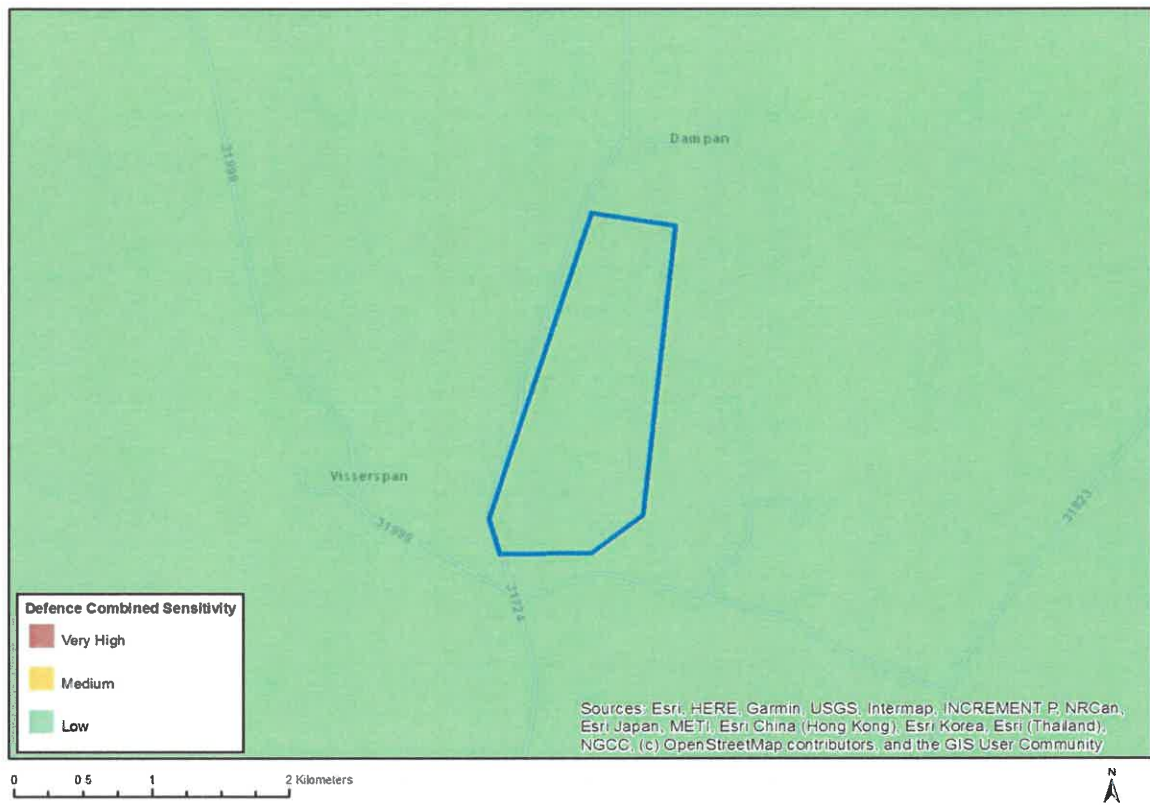 Dampan
31999
Visserspan
31999
31823
31724
Defence Combined Sensitivity
Very High
Medium
Low
Sources: Esri, HERE, Garmin, USGS, Intermap, INCREMENT P, NRCan,
Esri Japan, METI, Esri China (Hong Kong), Esri Korea, Esri (Thailand),
NGCC, (c) OpenStreetMap contributors, and the GIS User Community
0 0.5 1 2 Kilometers
N